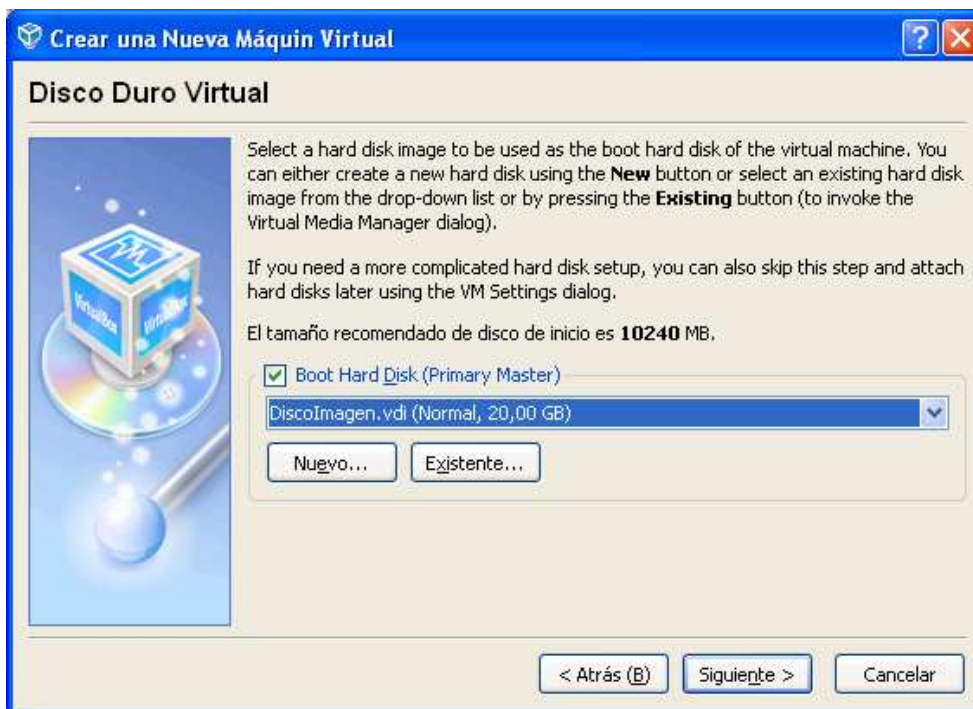 Crear una Nueva Máquin Virtual
Disco Duro Virtual
Select a hard disk image to be used as the boot hard disk of the virtual machine. You
can either create a new hard disk using the New button or select an existing hard disk
image from the drop-down list or by pressing the Existing button (to invoke the
Virtual Media Manager dialog).
If you need a more complicated hard disk setup, you can also skip this step and attach
hard disks later using the VM Settings dialog.
El tamaño recomendado de disco de inicio es 10240 MB.
Boot Hard Disk (Primary Master)
DiscoImagen.vdi (Normal, 20,00 GB)
Nuevo... Existente...
VirtualBox VirtualBox
< Atrás (B) Siguiente > Cancelar